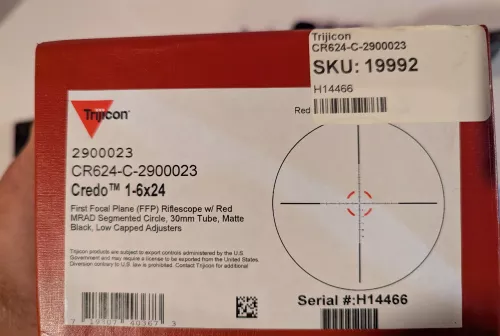 Trijicon
CR624-C-2900023
SKU: 19992
H14466
Red
Trijicon
2900023
CR624-C-2900023
Credo™ 1-6x24
First Focal Plane (FFP) Riflescope w/ Red
MRAD Segmented Circle, 30mm Tube, Matte
Black, Low Capped Adjusters
Trijicon products are subject to export controls administered by the U.S.
Government and may require a license to be exported from the United States.
Diversion contrary to U.S. law is prohibited. Contact Trijicon for additional
Serial #:H14466